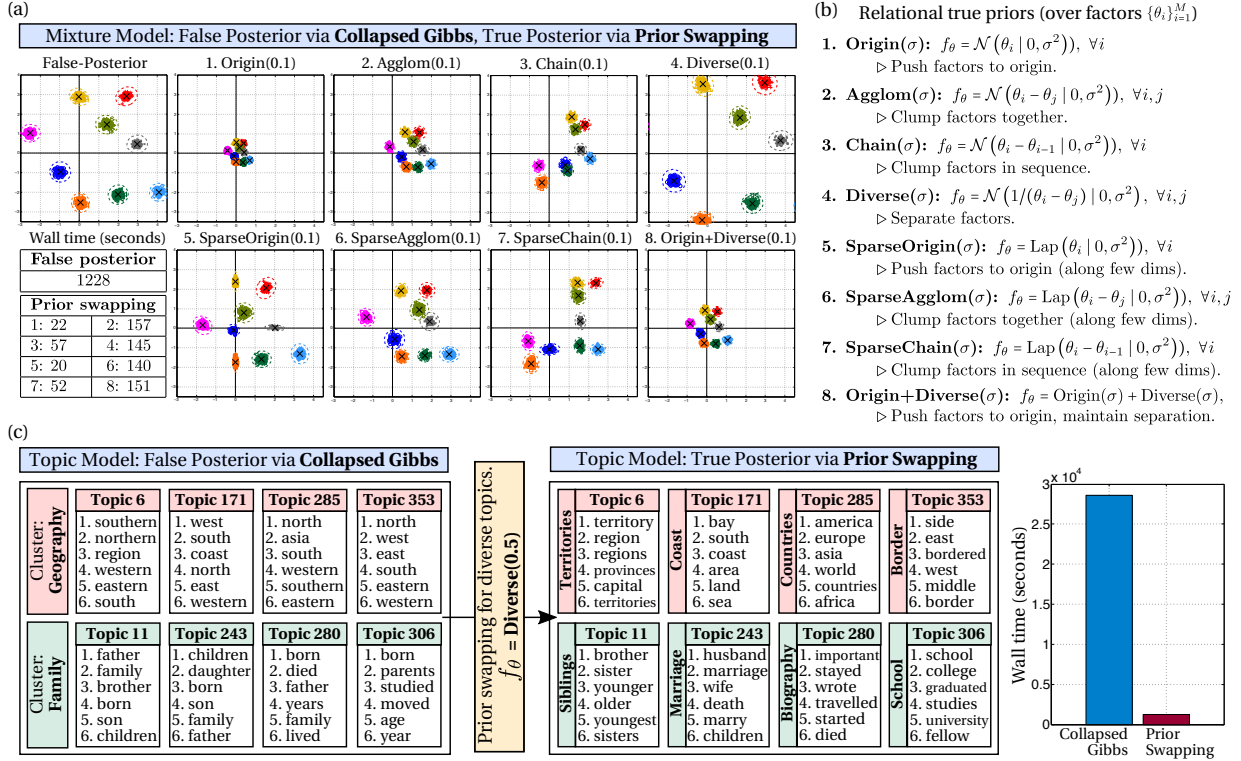 (a)
Mixture Model: False Posterior via Collapsed Gibbs, True Posterior via Prior Swapping
False-Posterior
1. Origin(0.1)
2. Agglom(0.1)
3. Chain(0.1)
4. Diverse(0.1)
Wall time (seconds)
False posterior
1228
Prior swapping
1: 22 2: 157
3: 57 4: 145
5: 20 6: 140
7: 52 8: 151
5. SparseOrigin(0.1)
6. SparseAgglom(0.1)
7. SparseChain(0.1)
8. Origin+Diverse(0.1)
(b)
Relational true priors (over factors {θ_i}_{i=1}^M)
1. Origin(σ): f_θ = N(θ_i | 0, σ²)), ∀i
▷ Push factors to origin.
2. Agglom(σ): f_θ = N(θ_i − θ_j | 0, σ²)), ∀i,j
▷ Clump factors together.
3. Chain(σ): f_θ = N(θ_i − θ_{i−1} | 0, σ²)), ∀i
▷ Clump factors in sequence.
4. Diverse(σ): f_θ = N(1/(θ_i − θ_j) | 0, σ²), ∀i,j
▷ Separate factors.
5. SparseOrigin(σ): f_θ = Lap(θ_i | 0, σ²)), ∀i
▷ Push factors to origin (along few dims).
6. SparseAgglom(σ): f_θ = Lap(θ_i − θ_j | 0, σ²)), ∀i,j
▷ Clump factors together (along few dims).
7. SparseChain(σ): f_θ = Lap(θ_i − θ_{i−1} | 0, σ²)), ∀i
▷ Clump factors in sequence (along few dims).
8. Origin+Diverse(σ): f_θ = Origin(σ) + Diverse(σ),
▷ Push factors to origin, maintain separation.
(c)
Topic Model: False Posterior via Collapsed Gibbs
Cluster:
Geography
Topic 6
1. southern
2. northern
3. region
4. western
5. eastern
6. south
Topic 171
1. west
2. south
3. coast
4. north
5. east
6. western
Topic 285
1. north
2. asia
3. south
4. western
5. southern
6. eastern
Topic 353
1. north
2. west
3. east
4. south
5. eastern
6. western
Cluster:
Family
Topic 11
1. father
2. family
3. brother
4. born
5. son
6. children
Topic 243
1. children
2. daughter
3. born
4. son
5. family
6. father
Topic 280
1. born
2. died
3. father
4. years
5. family
6. lived
Topic 306
1. born
2. parents
3. studied
4. moved
5. age
6. year
Prior swapping for diverse topics.
f_θ = Diverse(0.5)
Topic Model: True Posterior via Prior Swapping
Territories
Topic 6
1. territory
2. region
3. regions
4. provinces
5. capital
6. territories
Coast
Topic 171
1. bay
2. south
3. coast
4. area
5. land
6. sea
Countries
Topic 285
1. america
2. europe
3. asia
4. world
5. countries
6. africa
Border
Topic 353
1. side
2. east
3. bordered
4. west
5. middle
6. border
Siblings
Topic 11
1. brother
2. sister
3. younger
4. older
5. youngest
6. sisters
Marriage
Topic 243
1. husband
2. marriage
3. wife
4. death
5. marry
6. children
Biography
Topic 280
1. important
2. stayed
3. wrote
4. travelled
5. started
6. died
School
Topic 306
1. school
2. college
3. graduated
4. studies
5. university
6. fellow
x 10⁴
3
2.5
2
1.5
1
0.5
0
Wall time (seconds)
Collapsed
Gibbs
Prior
Swapping